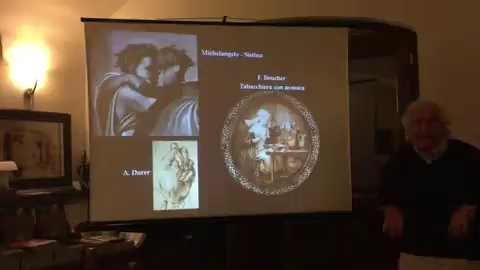 Michelangelo - Sistina
F. Boucher
Tabacchiera con monaca
A. Durer